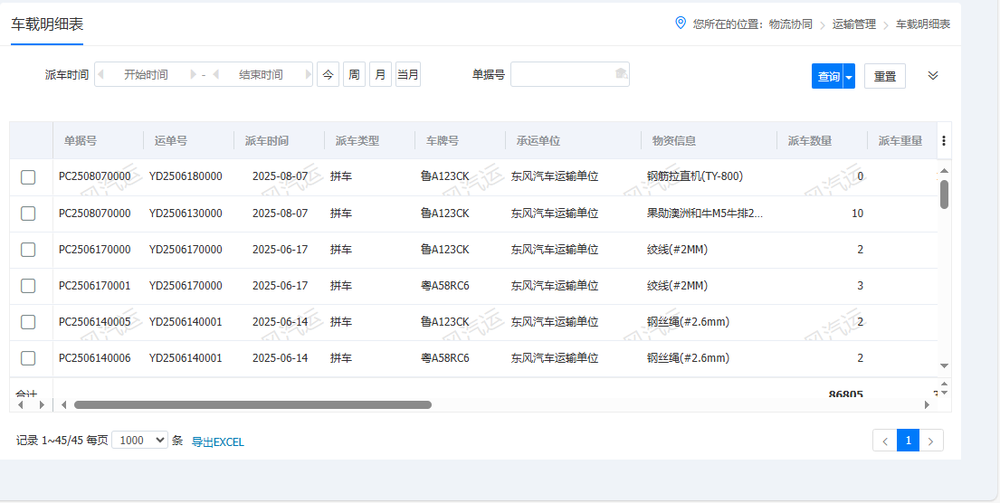 车载明细表
您所在的位置： 物流协同 > 运输管理 > 车载明细表
派车时间 开始时间 - 结束时间 今 周 月 当月 单据号 查询 重置
单据号 运单号 派车时间 派车类型 车牌号 承运单位 物资信息 派车数量 派车重量
PC2508070000 YD2506180000 2025-08-07 拼车 鲁A123CK 东风汽车运输单位 钢筋拉直机(TY-800) 0
PC2508070000 YD2506130000 2025-08-07 拼车 鲁A123CK 东风汽车运输单位 果勋澳洲和牛M5牛排2... 10
PC2506170000 YD2506170000 2025-06-17 拼车 鲁A123CK 东风汽车运输单位 绞线(#2MM) 2
PC2506170001 YD2506170000 2025-06-17 拼车 粤A58RC6 东风汽车运输单位 绞线(#2MM) 3
PC2506140005 YD2506140001 2025-06-14 拼车 鲁A123CK 东风汽车运输单位 钢丝绳(#2.6mm) 2
PC2506140006 YD2506140001 2025-06-14 拼车 粤A58RC6 东风汽车运输单位 钢丝绳(#2.6mm) 2
合计 86805
记录 1~45/45 每页 1000 条 导出EXCEL 1